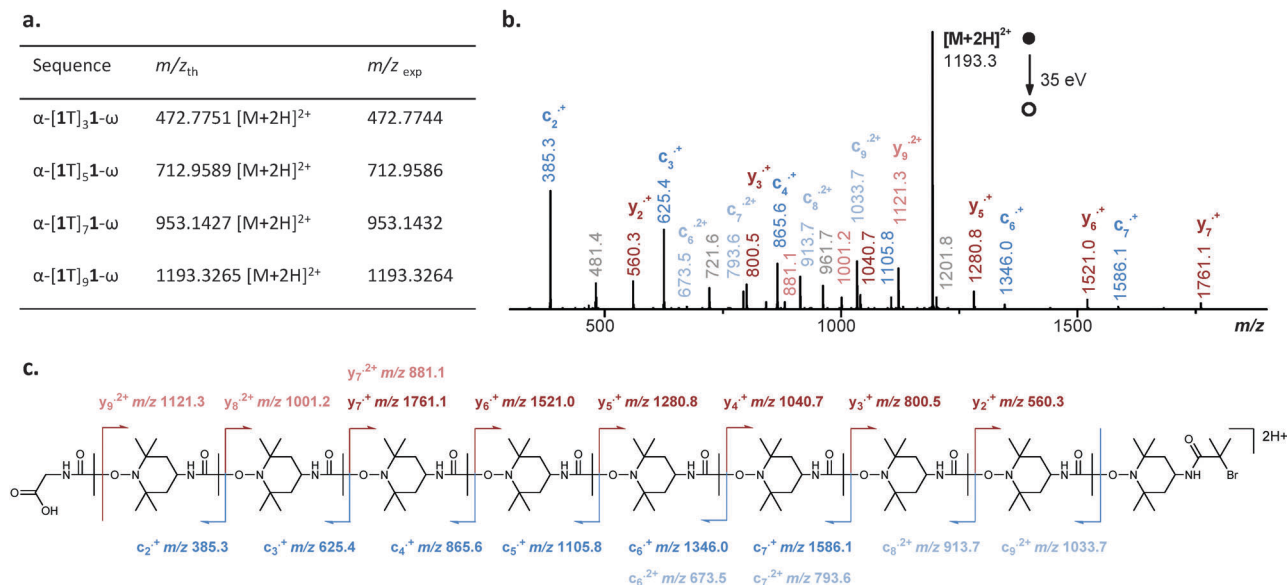 a.
Sequence m/z_th m/z_exp
α-[1T]₃1-ω 472.7751 [M+2H]²⁺ 472.7744
α-[1T]₅1-ω 712.9589 [M+2H]²⁺ 712.9586
α-[1T]₇1-ω 953.1427 [M+2H]²⁺ 953.1432
α-[1T]₉1-ω 1193.3265 [M+2H]²⁺ 1193.3264
b.
[M+2H]²⁺
1193.3
35 eV
385.3 c₂·⁺
481.4
560.3 y₂·⁺
625.4 c₃·⁺
673.5 c₆·²⁺
721.6
793.6 c₇·²⁺
800.5 y₃·⁺
865.6 c₄·⁺
881.1
913.7 c₈·²⁺
961.7
1001.2
1033.7 c₉·²⁺
1040.7
1105.8
1121.3 y₉·²⁺
1201.8
1280.8 y₅·⁺
1346.0 c₆·⁺
1521.0 y₆·⁺
1586.1 c₇·⁺
1761.1 y₇·⁺
500 1000 1500 m/z
c.
y₇·²⁺ m/z 881.1
y₉·²⁺ m/z 1121.3 y₈·²⁺ m/z 1001.2 y₇·⁺ m/z 1761.1 y₆·⁺ m/z 1521.0 y₅·⁺ m/z 1280.8 y₄·⁺ m/z 1040.7 y₃·⁺ m/z 800.5 y₂·⁺ m/z 560.3
2H+
O OH H N O O N H N O O N H N O O N H N O O N H N O O N H N O O N H N O O N H N O O N H N O O N H N O O N NH O Br
c₂·⁺ m/z 385.3 c₃·⁺ m/z 625.4 c₄·⁺ m/z 865.6 c₅·⁺ m/z 1105.8 c₆·⁺ m/z 1346.0 c₇·⁺ m/z 1586.1 c₈·²⁺ m/z 913.7 c₉·²⁺ m/z 1033.7
c₆·²⁺ m/z 673.5 c₇·²⁺ m/z 793.6